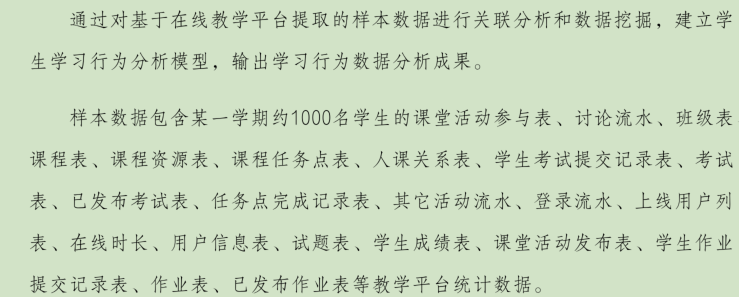 通过对基于在线教学平台提取的样本数据进行关联分析和数据挖掘，建立学
生学习行为分析模型，输出学习行为数据分析成果。
样本数据包含某一学期约1000名学生的课堂活动参与表、讨论流水、班级表
课程表、课程资源表、课程任务点表、人课关系表、学生考试提交记录表、考试
表、已发布考试表、任务点完成记录表、其它活动流水、登录流水、上线用户列
表、在线时长、用户信息表、试题表、学生成绩表、课堂活动发布表、学生作业
提交记录表、作业表、已发布作业表等教学平台统计数据。